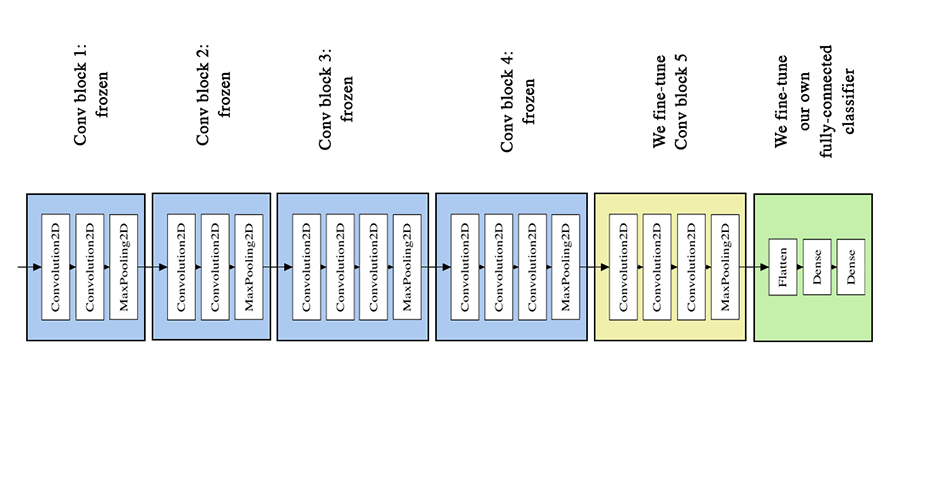 Conv block 1:
frozen
Conv block 2:
frozen
Conv block 3:
frozen
Conv block 4:
frozen
We fine-tune
Conv block 5
We fine-tune
our own
fully-connected
classifier
Convolution2D
Convolution2D
MaxPooling2D
Convolution2D
Convolution2D
MaxPooling2D
Convolution2D
Convolution2D
Convolution2D
MaxPooling2D
Convolution2D
Convolution2D
Convolution2D
MaxPooling2D
Convolution2D
Convolution2D
Convolution2D
MaxPooling2D
Flatten
Dense
Dense